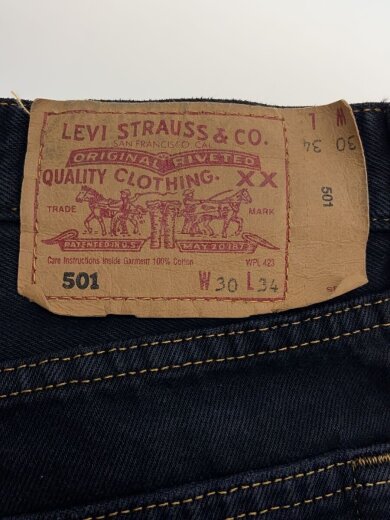 LEVI STRAUSS & CO.
SAN FRANCISCO CAL.
ORIGINAL RIVETED
QUALITY CLOTHING. XX
TRADE MARK
PATENTED IN U.S. MAY 20 187
Care Instructions Inside Garment 100% Cotton WPL 423
501 W 30 L 34
L W
34 30
501